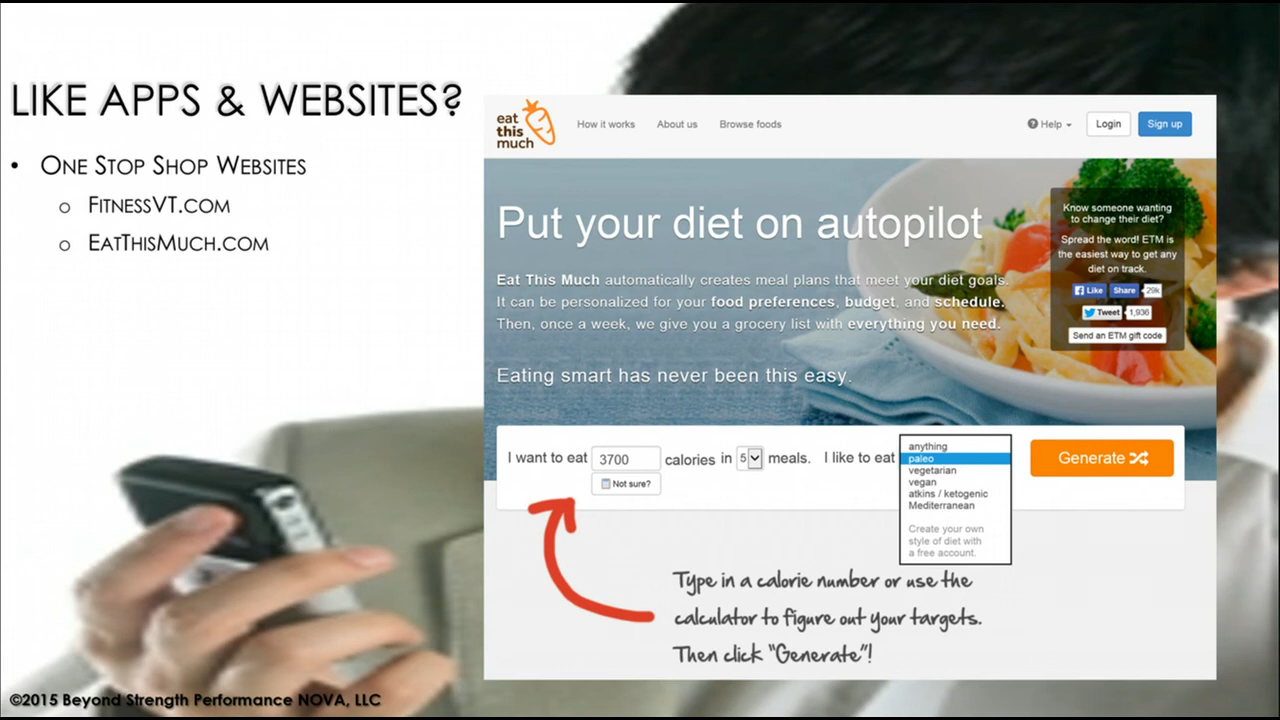 LIKE APPS & WEBSITES?
• ONE STOP SHOP WEBSITES
o FITNESSVT.COM
o EATTHISMUCH.COM
eat
this
much
How it works About us Browse foods
Help Login Sign up
Put your diet on autopilot
Eat This Much automatically creates meal plans that meet your diet goals.
It can be personalized for your food preferences, budget, and schedule.
Then, once a week, we give you a grocery list with everything you need.
Eating smart has never been this easy.
Know someone wanting
to change their diet?
Spread the word! ETM is
the easiest way to get any
diet on track.
Like Share 29k
Tweet 1,936
Send an ETM gift code
I want to eat 3700 calories in 5 meals. I like to eat
Not sure?
anything
paleo
vegetarian
vegan
atkins / ketogenic
Mediterranean
Create your own
style of diet with
a free account.
Generate
Type in a calorie number or use the
calculator to figure out your targets.
Then click "Generate"!
©2015 Beyond Strength Performance NOVA, LLC